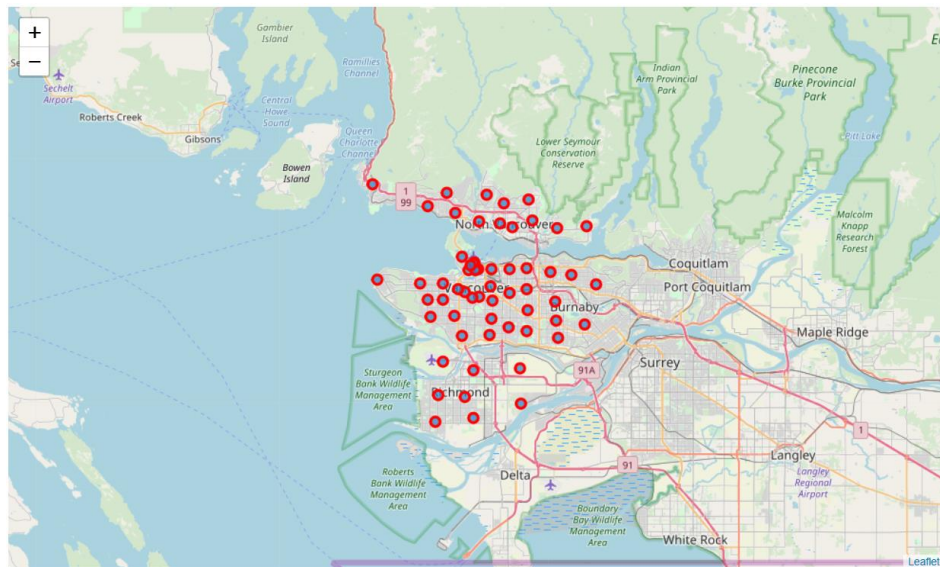 +
−
Gambier
Island
Ramillies
Channel
Sechelt
Airport
Roberts Creek
Central
Howe
Sound
Gibsons
Queen
Charlotte
Channel
Bowen
Island
Indian
Arm Provincial
Park
Pinecone
Burke Provincial
Park
Pitt Lake
Lower Seymour
Conservation
Reserve
1
99
Malcolm
Knapp
Research
Forest
Coquitlam
Port Coquitlam
Burnaby
Maple Ridge
Surrey
91A
Sturgeon
Bank Wildlife
Management
Area
Richmond
1
Langley
91
Langley
Regional
Airport
Roberts
Bank Wildlife
Management
Area
Delta
Boundary
Bay Wildlife
Management
Area
White Rock
Leaflet